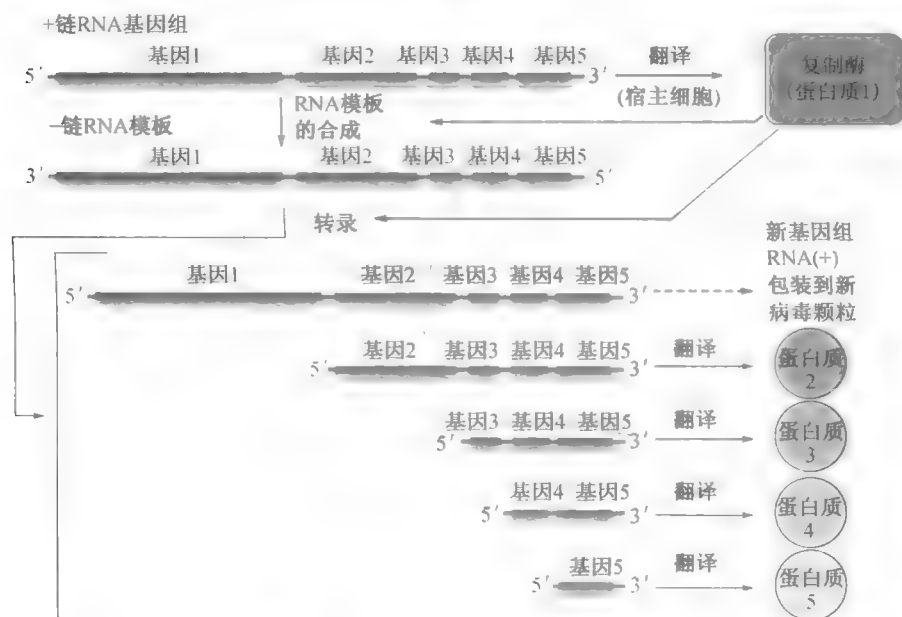 +链RNA基因组
基因1 基因2 基因3 基因4 基因5
5′ 3′ 翻译
(宿主细胞)
复制酶
(蛋白质1)
RNA模板
的合成
—链RNA模板
基因1 基因2 基因3 基因4 基因5
3′ 5′
转录
新基因组
RNA(+)
包装到新
病毒颗粒
基因1 基因2 基因3 基因4 基因5
5′ 3′
基因2 基因3 基因4 基因5 翻译
5′ 3′
蛋白质
2
基因3 基因4 基因5 翻译
5′ 3′
蛋白质
3
基因4 基因5 翻译
5′ 3′
蛋白质
4
基因5 翻译
5′ 3′
蛋白质
5